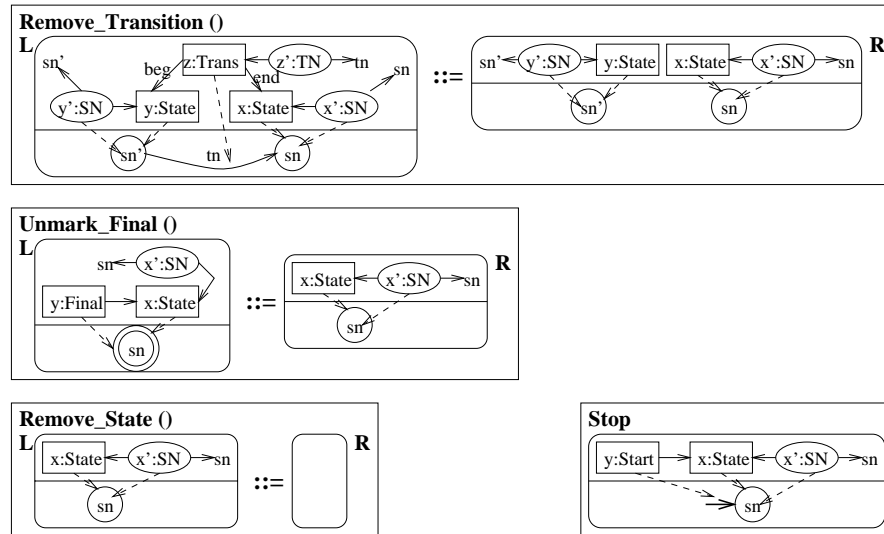 Remove_Transition ()
L
sn'
beg
z:Trans
z':TN
tn
end
sn
y':SN
y:State
x:State
x':SN
sn'
tn
sn
::=
R
sn'
y':SN
y:State
x:State
x':SN
sn
sn'
sn
Unmark_Final ()
L
sn
x':SN
y:Final
x:State
sn
::=
R
x:State
x':SN
sn
sn
Remove_State ()
L
x:State
x':SN
sn
sn
::=
R
Stop
y:Start
x:State
x':SN
sn
sn